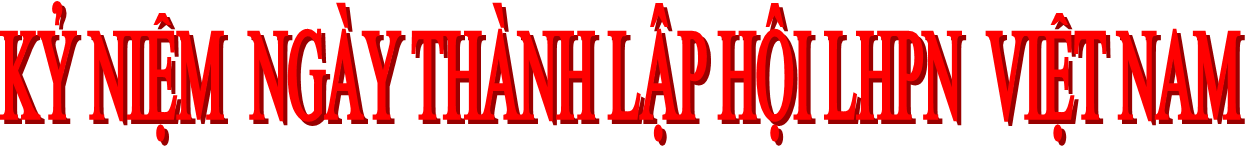 KỶ NIỆM NGÀY THÀNH LẬP HỘI LHPN VIỆT NAM